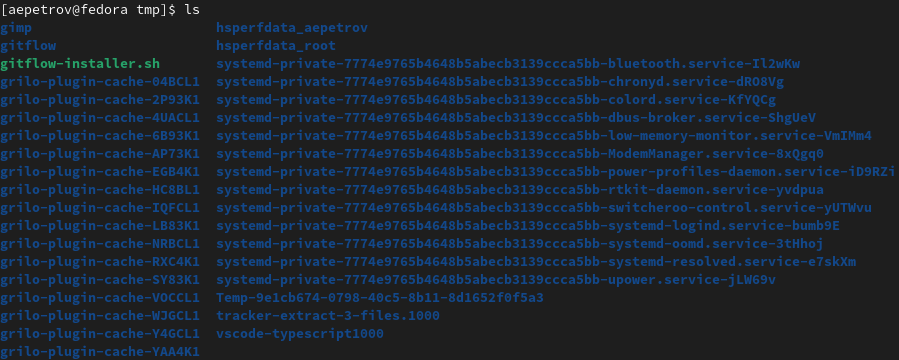 [aepetrov@fedora tmp]$ ls
gimp hsperfdata_aepetrov
gitflow hsperfdata_root
gitflow-installer.sh systemd-private-7774e9765b4648b5abecb3139ccca5bb-bluetooth.service-Il2wKw
grilo-plugin-cache-04BCL1 systemd-private-7774e9765b4648b5abecb3139ccca5bb-chronyd.service-dRO8Vg
grilo-plugin-cache-2P93K1 systemd-private-7774e9765b4648b5abecb3139ccca5bb-colord.service-KfYQCg
grilo-plugin-cache-4UACL1 systemd-private-7774e9765b4648b5abecb3139ccca5bb-dbus-broker.service-ShgUeV
grilo-plugin-cache-6B93K1 systemd-private-7774e9765b4648b5abecb3139ccca5bb-low-memory-monitor.service-VmIMm4
grilo-plugin-cache-AP73K1 systemd-private-7774e9765b4648b5abecb3139ccca5bb-ModemManager.service-8xQgq0
grilo-plugin-cache-EGB4K1 systemd-private-7774e9765b4648b5abecb3139ccca5bb-power-profiles-daemon.service-iD9RZi
grilo-plugin-cache-HC8BL1 systemd-private-7774e9765b4648b5abecb3139ccca5bb-rtkit-daemon.service-yvdpua
grilo-plugin-cache-IQFCL1 systemd-private-7774e9765b4648b5abecb3139ccca5bb-switcheroo-control.service-yUTWvu
grilo-plugin-cache-LB83K1 systemd-private-7774e9765b4648b5abecb3139ccca5bb-systemd-logind.service-bumb9E
grilo-plugin-cache-NRBCL1 systemd-private-7774e9765b4648b5abecb3139ccca5bb-systemd-oomd.service-3tHhoj
grilo-plugin-cache-RXC4K1 systemd-private-7774e9765b4648b5abecb3139ccca5bb-systemd-resolved.service-e7skXm
grilo-plugin-cache-SY83K1 systemd-private-7774e9765b4648b5abecb3139ccca5bb-upower.service-jLW69v
grilo-plugin-cache-VOCCL1 Temp-9e1cb674-0798-40c5-8b11-8d1652f0f5a3
grilo-plugin-cache-WJGCL1 tracker-extract-3-files.1000
grilo-plugin-cache-Y4GCL1 vscode-typescript1000
grilo-plugin-cache-YAA4K1